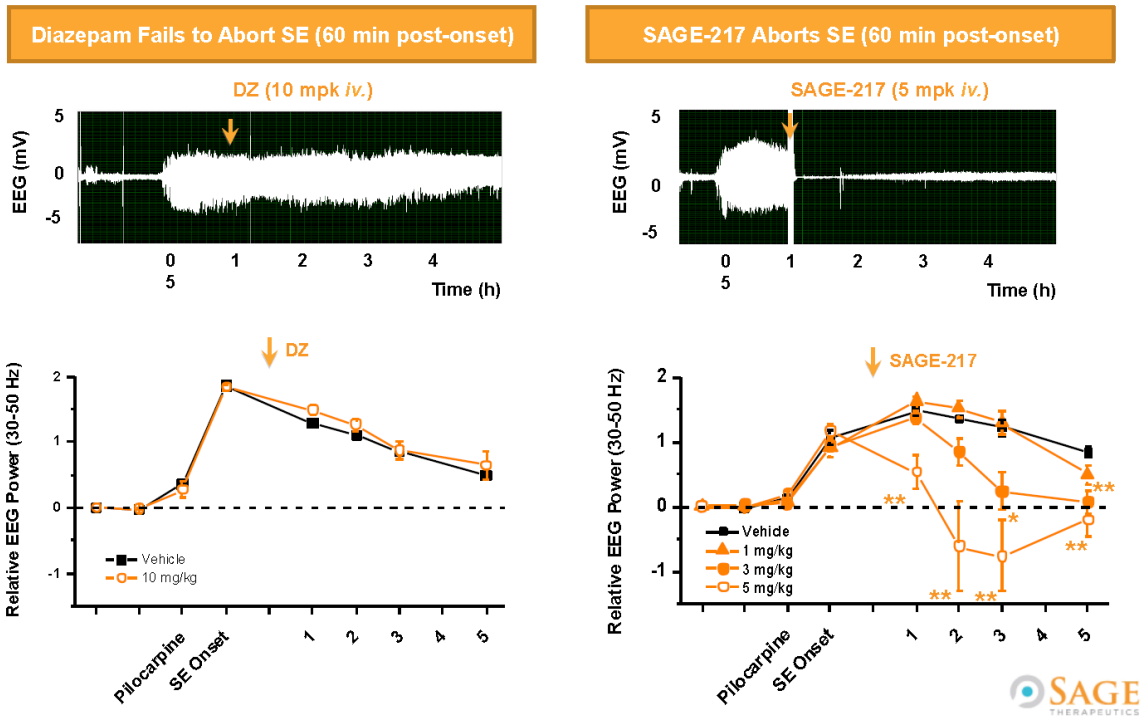 Diazepam Fails to Abort SE (60 min post-onset)
DZ (10 mpk iv.)
EEG (mV)
5
0
-5
0 1 2 3 4
5
Time (h)
DZ
Relative EEG Power (30-50 Hz)
2
1
0
-1
Vehicle
10 mg/kg
Pilocarpine
SE Onset
1
2
3
4
5
SAGE-217 Aborts SE (60 min post-onset)
SAGE-217 (5 mpk iv.)
EEG (mV)
5
0
-5
0 1 2 3 4
5
Time (h)
SAGE-217
Relative EEG Power (30-50 Hz)
2
1
0
-1
**
**
**
*
**
**
Vehicle
1 mg/kg
3 mg/kg
5 mg/kg
Pilocarpine
SE Onset
1
2
3
4
5
SAGE
THERAPEUTICS